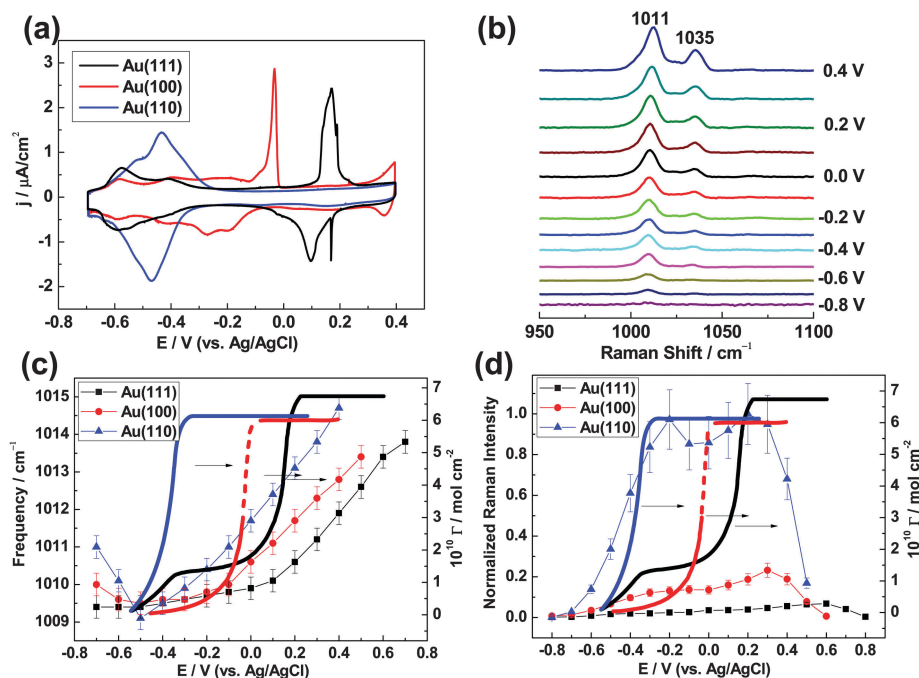 (a)
Au(111)
Au(100)
Au(110)
j / μA/cm²
3
2
1
0
-1
-2
-0.8 -0.6 -0.4 -0.2 0.0 0.2 0.4
E / V (vs. Ag/AgCl)
(b)
1011
1035
0.4 V
0.2 V
0.0 V
-0.2 V
-0.4 V
-0.6 V
-0.8 V
950 1000 1050 1100
Raman Shift / cm⁻¹
(c)
Au(111)
Au(100)
Au(110)
Frequency / cm⁻¹
1015
1014
1013
1012
1011
1010
1009
7
6
5
4
3
2
1
0
10¹⁰ Γ / mol cm⁻²
-0.8 -0.6 -0.4 -0.2 0.0 0.2 0.4 0.6 0.8
E / V (vs. Ag/AgCl)
(d)
Au(111)
Au(100)
Au(110)
Normalized Raman Intensity
1.0
0.8
0.6
0.4
0.2
0.0
7
6
5
4
3
2
1
0
10¹⁰ Γ / mol cm⁻²
-0.8 -0.6 -0.4 -0.2 0.0 0.2 0.4 0.6 0.8
E / V (vs. Ag/AgCl)